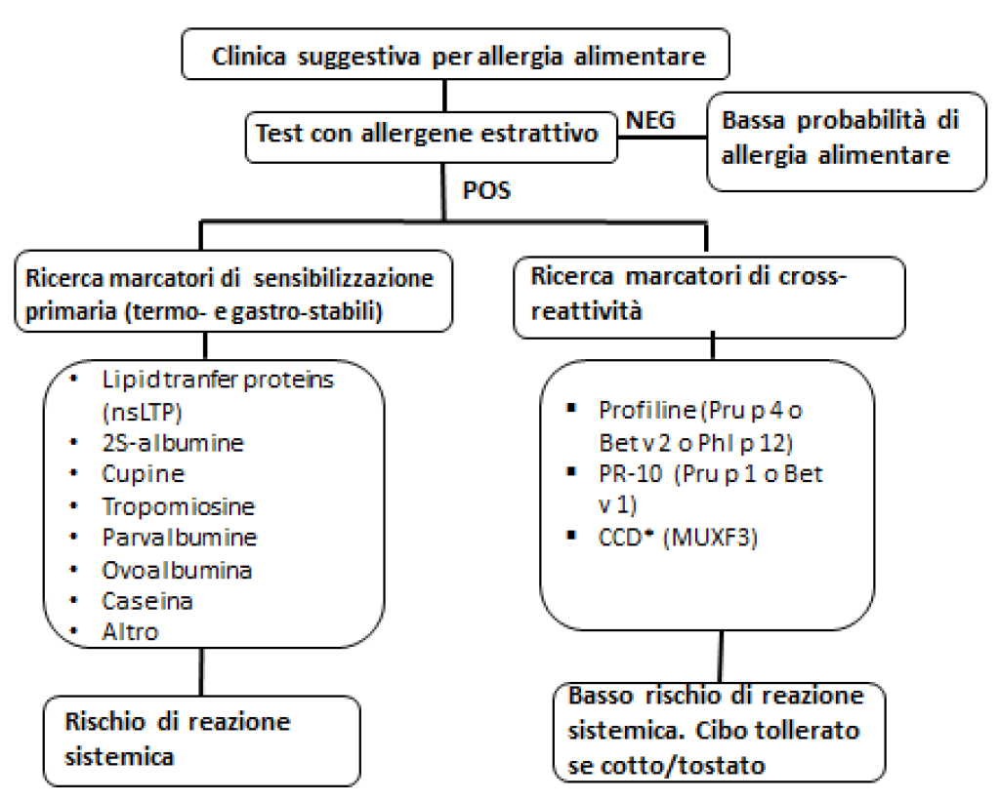 Clinica suggestiva per allergia alimentare
Test con allergene estrattivo
NEG
Bassa probabilità di
allergia alimentare
POS
Ricerca marcatori di sensibilizzazione
primaria (termo- e gastro-stabili)
Ricerca marcatori di cross-
reattività
• Lipid tranfer proteins
(nsLTP)
• 2S-albumine
• Cupine
• Tropomiosine
• Parvalbumine
• Ovoalbumina
• Caseina
• Altro
▪ Profiline (Pru p 4 o
Bet v 2 o Phl p 12)
▪ PR-10 (Pru p 1 o Bet
v 1)
▪ CCD* (MUXF3)
Rischio di reazione
sistemica
Basso rischio di reazione
sistemica. Cibo tollerato
se cotto/tostato